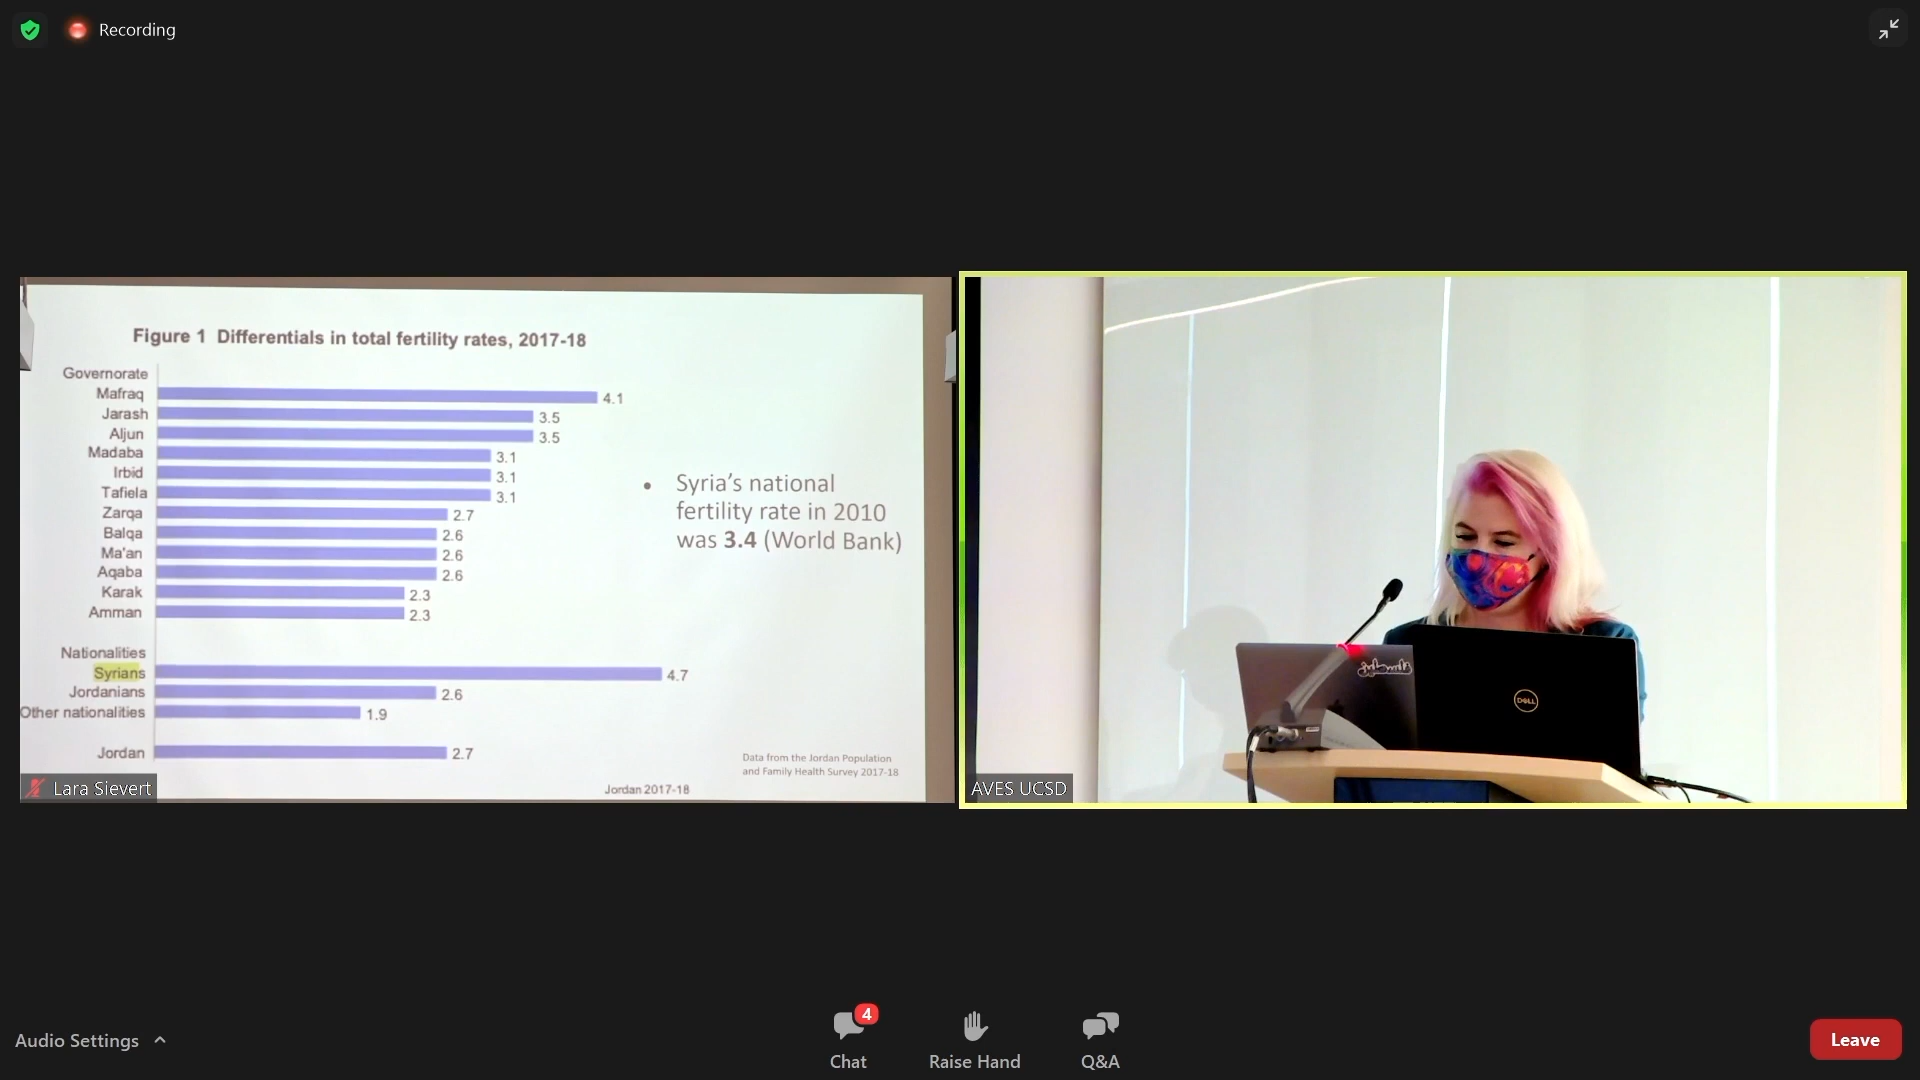 Recording
Figure 1 Differentials in total fertility rates, 2017-18
Governorate
Mafraq 4.1
Jarash 3.5
Aljun 3.5
Madaba 3.1
Irbid 3.1
Tafiela 3.1
Zarqa 2.7
Balqa 2.6
Ma'an 2.6
Aqaba 2.6
Karak 2.3
Amman 2.3
Nationalities
Syrians 4.7
Jordanians 2.6
Other nationalities 1.9
Jordan 2.7
• Syria's national
fertility rate in 2010
was 3.4 (World Bank)
Data from the Jordan Population
and Family Health Survey 2017-18
Jordan 2017-18
Lara Sievert
فلسطين
DELL
AVES UCSD
Audio Settings
4
Chat
Raise Hand
Q&A
Leave